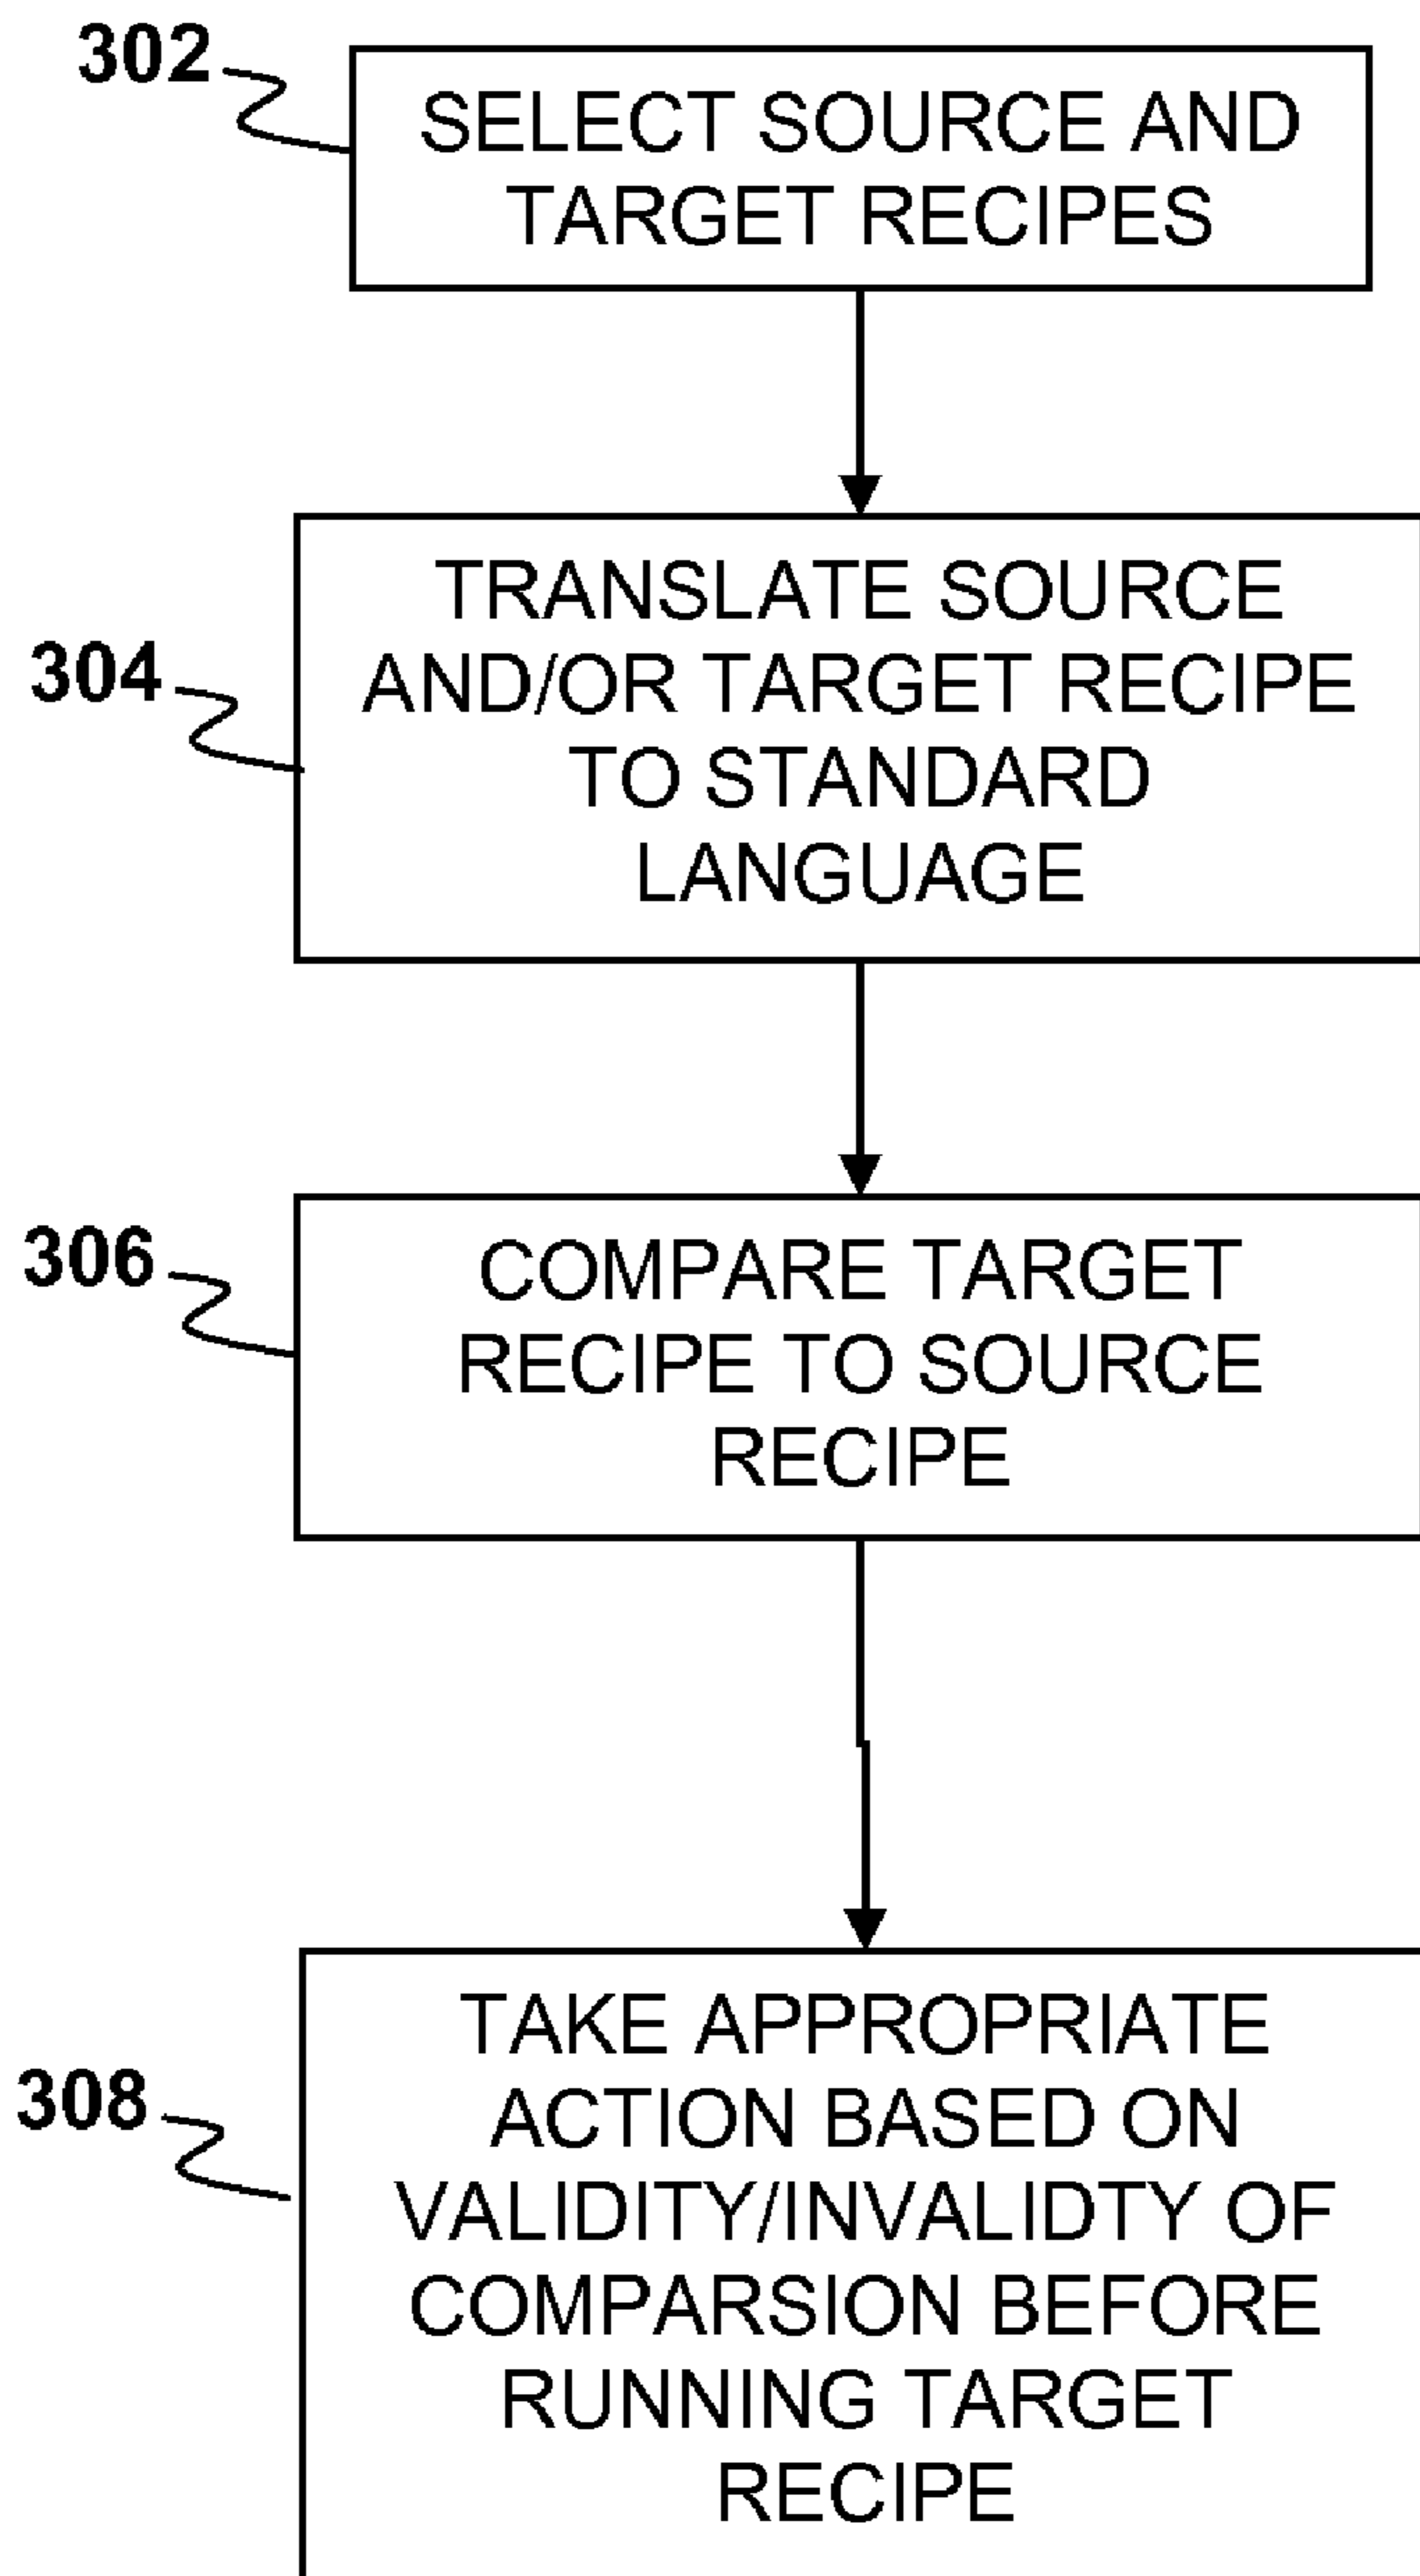 302
SELECT SOURCE AND
TARGET RECIPES
304
TRANSLATE SOURCE
AND/OR TARGET RECIPE
TO STANDARD
LANGUAGE
306
COMPARE TARGET
RECIPE TO SOURCE
RECIPE
308
TAKE APPROPRIATE
ACTION BASED ON
VALIDITY/INVALIDTY OF
COMPARSION BEFORE
RUNNING TARGET
RECIPE